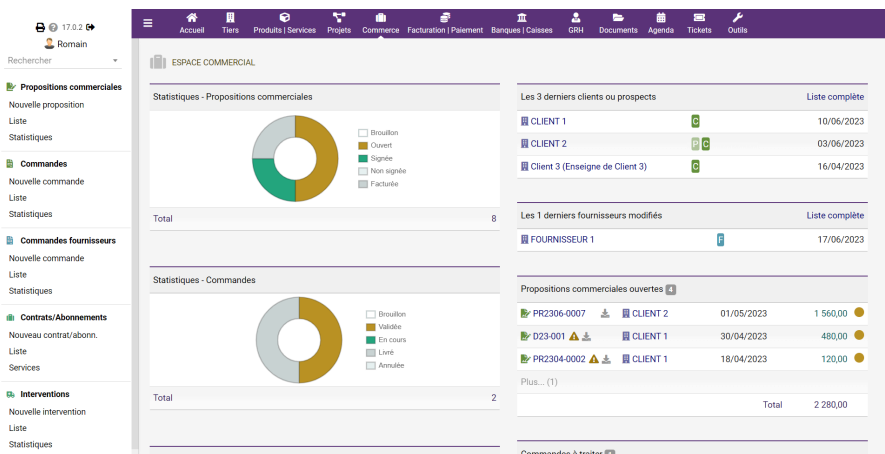 17.0.2
Romain
Rechercher
Propositions commerciales
Nouvelle proposition
Liste
Statistiques
Commandes
Nouvelle commande
Liste
Statistiques
Commandes fournisseurs
Nouvelle commande
Liste
Statistiques
Contrats/Abonnements
Nouveau contrat/abonn.
Liste
Services
Interventions
Nouvelle intervention
Liste
Statistiques
Accueil Tiers Produits | Services Projets Commerce Facturation | Paiement Banques | Caisses GRH Documents Agenda Tickets Outils
ESPACE COMMERCIAL
Statistiques - Propositions commerciales
Brouillon
Ouvert
Signée
Non signée
Facturée
Total 8
Statistiques - Commandes
Brouillon
Validée
En cours
Livré
Annulée
Total 2
Les 3 derniers clients ou prospects Liste complète
CLIENT 1 C 10/06/2023
CLIENT 2 P C 03/06/2023
Client 3 (Enseigne de Client 3) C 16/04/2023
Les 1 derniers fournisseurs modifiés Liste complète
FOURNISSEUR 1 F 17/06/2023
Propositions commerciales ouvertes 4
PR2306-0007 CLIENT 2 01/05/2023 1 560,00
D23-001 CLIENT 1 30/04/2023 480,00
PR2304-0002 CLIENT 1 18/04/2023 120,00
Plus... (1)
Total 2 280,00
Commandes à traiter